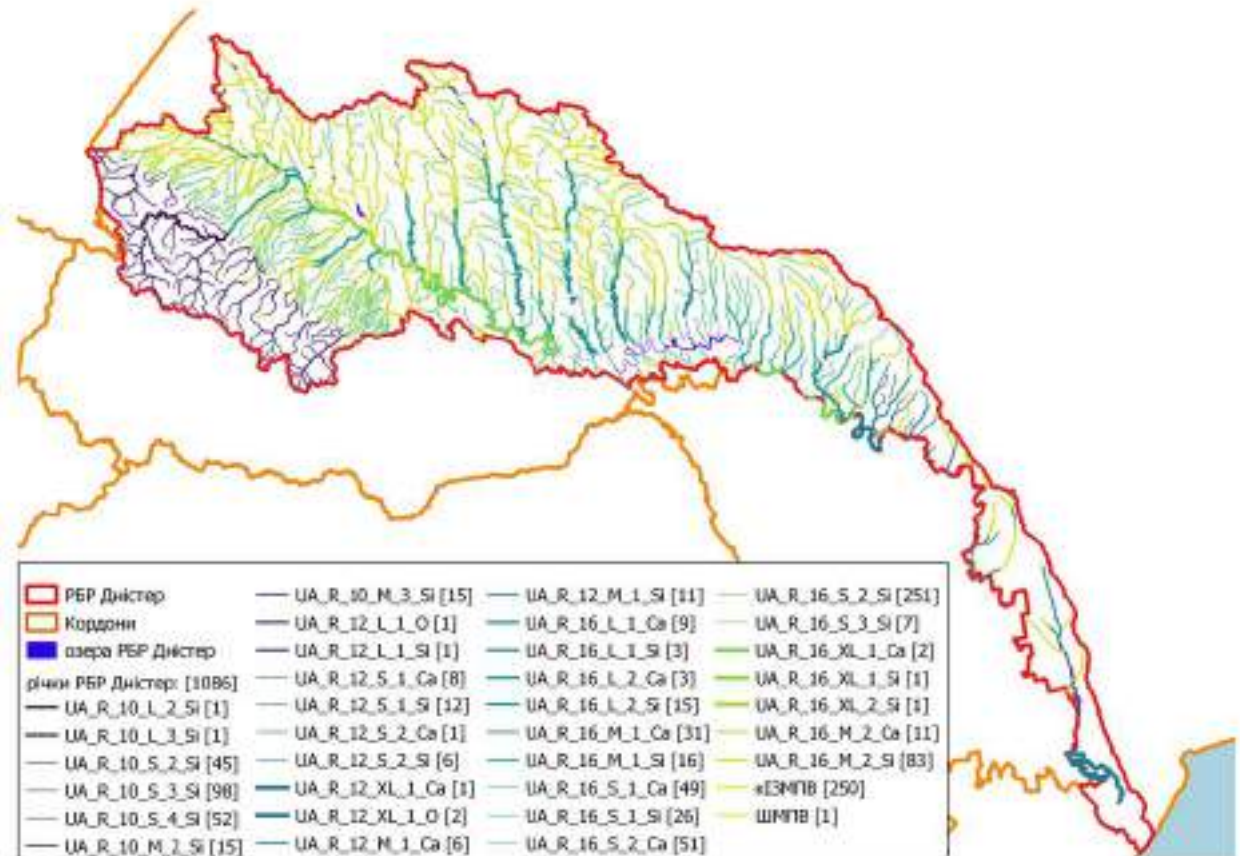 РБР Дністер
Кордони
озера РБР Дністер
річки РБР Дністер: [1086]
UA_R_10_L_2_Si [1]
UA_R_10_L_3_Si [1]
UA_R_10_S_2_Si [45]
UA_R_10_S_3_Si [98]
UA_R_10_S_4_Si [52]
UA_R_10_M_2_Si [15]
UA_R_10_M_3_Si [15]
UA_R_12_L_1_O [1]
UA_R_12_L_1_Si [1]
UA_R_12_S_1_Ca [8]
UA_R_12_S_1_Si [12]
UA_R_12_S_2_Ca [1]
UA_R_12_S_2_Si [6]
UA_R_12_XL_1_Ca [1]
UA_R_12_XL_1_O [2]
UA_R_12_M_1_Ca [6]
UA_R_12_M_1_Si [11]
UA_R_16_L_1_Ca [9]
UA_R_16_L_1_Si [3]
UA_R_16_L_2_Ca [3]
UA_R_16_L_2_Si [15]
UA_R_16_M_1_Ca [31]
UA_R_16_M_1_Si [16]
UA_R_16_S_1_Ca [49]
UA_R_16_S_1_Si [26]
UA_R_16_S_2_Ca [51]
UA_R_16_S_2_Si [251]
UA_R_16_S_3_Si [7]
UA_R_16_XL_1_Ca [2]
UA_R_16_XL_1_Si [1]
UA_R_16_XL_2_Si [1]
UA_R_16_M_2_Ca [11]
UA_R_16_M_2_Si [83]
кІЗМПВ [250]
ШМПВ [1]